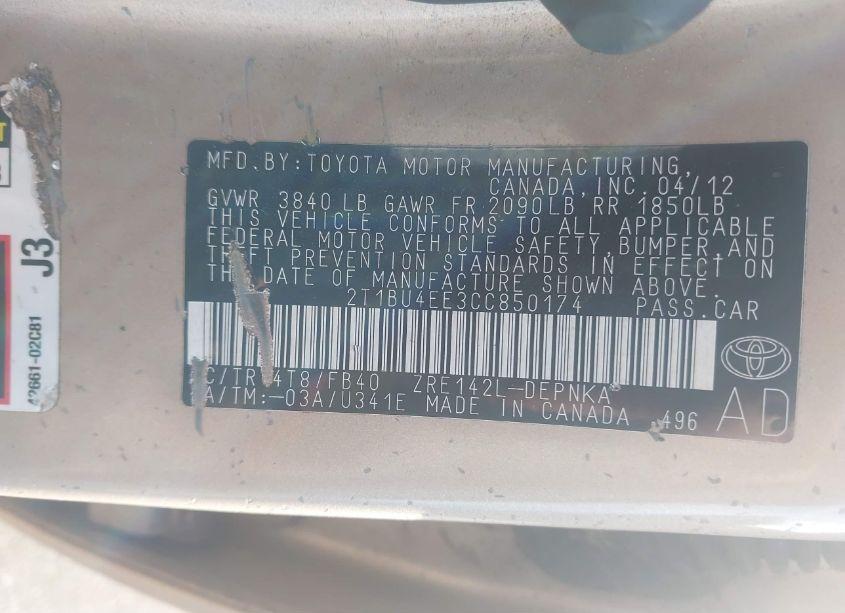 MFD.BY:TOYOTA MOTOR MANUFACTURING,
CANADA,INC.04/12
GVWR 3840 LB GAWR FR 2090LB RR 1850LB
THIS VEHICLE CONFORMS TO ALL APPLICABLE
FEDERAL MOTOR VEHICLE SAFETY,BUMPER,AND
THEFT PREVENTION STANDARDS IN EFFECT ON
THE DATE OF MANUFACTURE SHOWN ABOVE.
2T1BU4EE3CC850174 PASS.CAR
C/TR: 4T8/FB40 ZRE142L-DEPNKA
A/TM:-03A/U341E MADE IN CANADA 496
AD
J3
42661-02C81